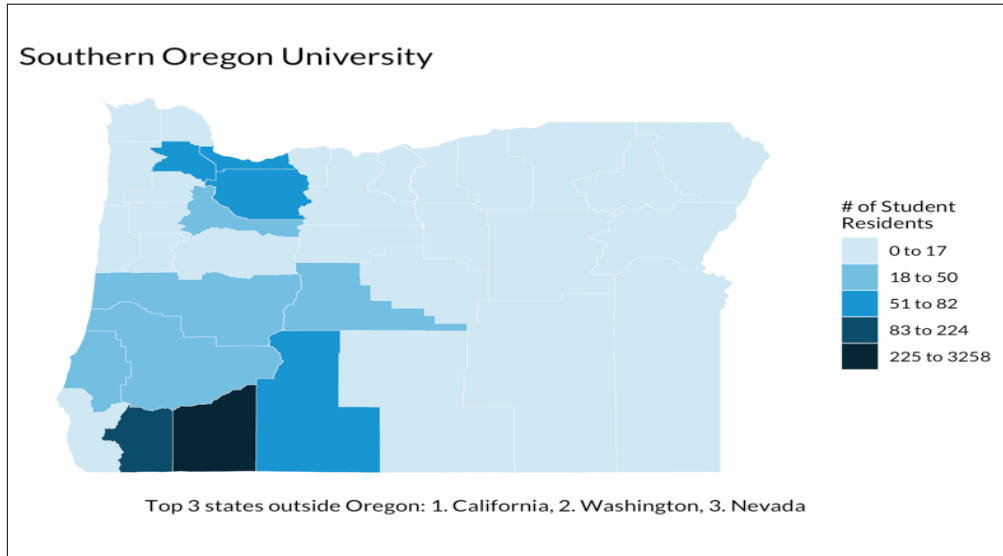 Southern Oregon University
# of Student
Residents
0 to 17
18 to 50
51 to 82
83 to 224
225 to 3258
Top 3 states outside Oregon: 1. California, 2. Washington, 3. Nevada